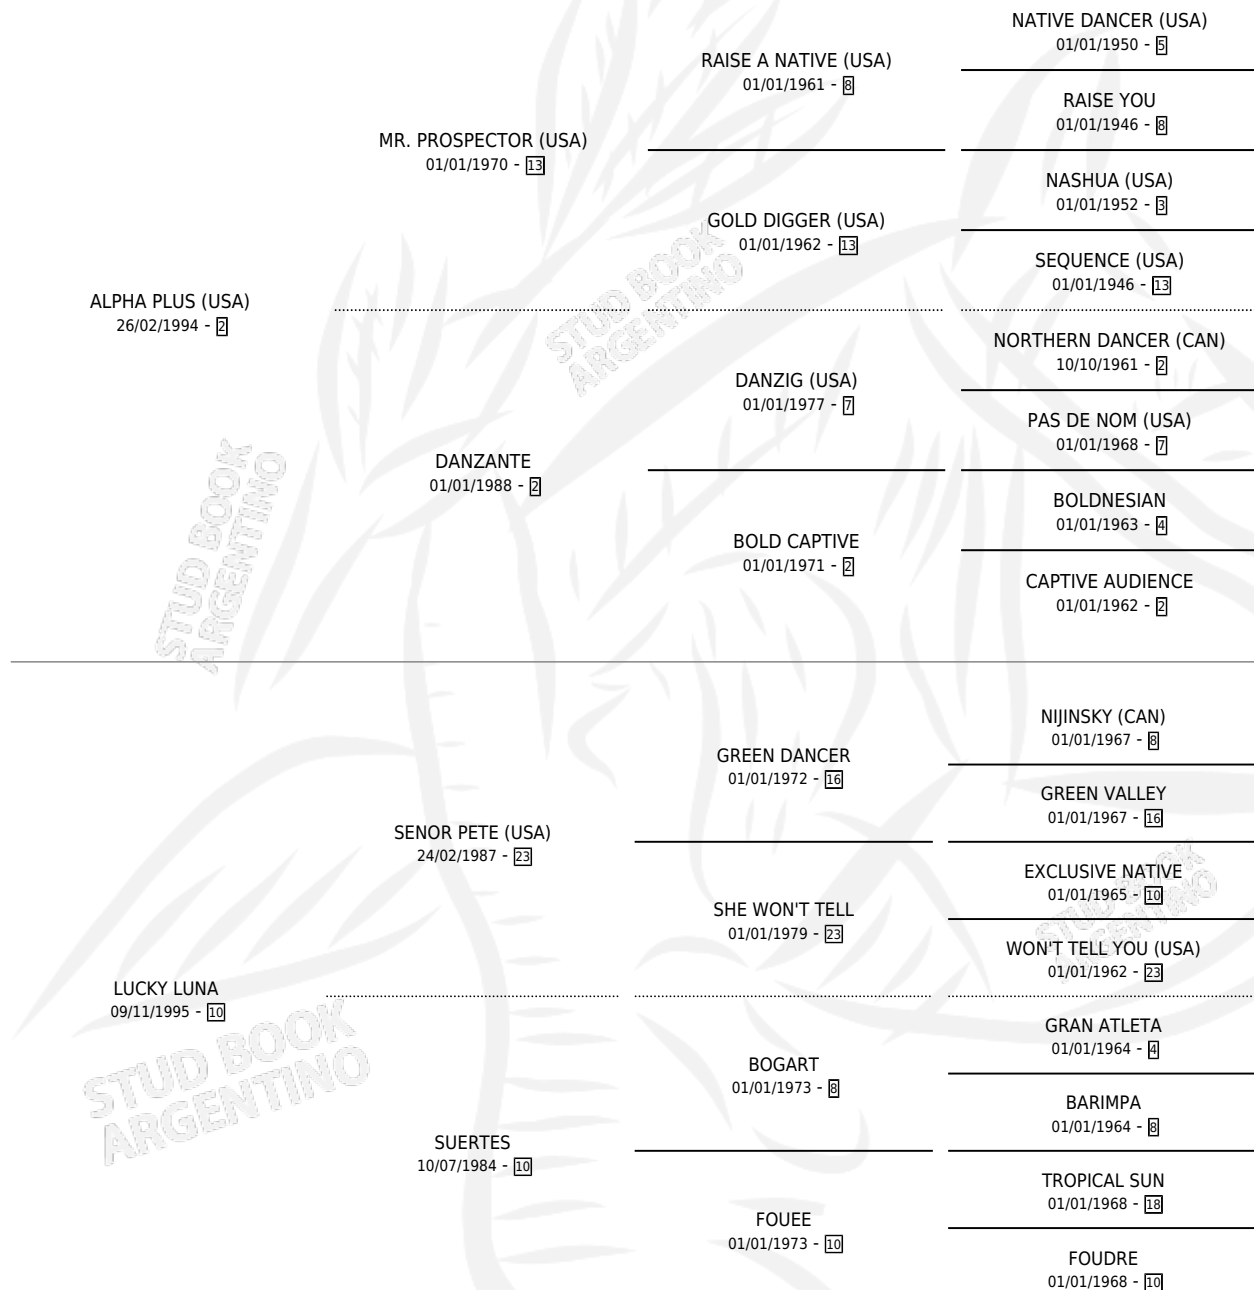 NATIVE DANCER (USA)
01/01/1950 - 5
RAISE A NATIVE (USA)
01/01/1961 - 8
RAISE YOU
01/01/1946 - 8
MR. PROSPECTOR (USA)
01/01/1970 - 13
NASHUA (USA)
01/01/1952 - 3
GOLD DIGGER (USA)
01/01/1962 - 13
SEQUENCE (USA)
01/01/1946 - 13
ALPHA PLUS (USA)
26/02/1994 - 2
NORTHERN DANCER (CAN)
10/10/1961 - 2
DANZIG (USA)
01/01/1977 - 7
PAS DE NOM (USA)
01/01/1968 - 7
DANZANTE
01/01/1988 - 2
BOLDNESIAN
01/01/1963 - 4
BOLD CAPTIVE
01/01/1971 - 2
CAPTIVE AUDIENCE
01/01/1962 - 2
NIJINSKY (CAN)
01/01/1967 - 8
GREEN DANCER
01/01/1972 - 16
GREEN VALLEY
01/01/1967 - 16
SENOR PETE (USA)
24/02/1987 - 23
EXCLUSIVE NATIVE
01/01/1965 - 10
SHE WON'T TELL
01/01/1979 - 23
WON'T TELL YOU (USA)
01/01/1962 - 23
LUCKY LUNA
09/11/1995 - 10
GRAN ATLETA
01/01/1964 - 4
BOGART
01/01/1973 - 8
BARIMPA
01/01/1964 - 8
SUERTES
10/07/1984 - 10
TROPICAL SUN
01/01/1968 - 18
FOUEE
01/01/1973 - 10
FOUDRE
01/01/1968 - 10
STUD BOOK
ARGENTINO
STUD BOOK
ARGENTINO
STUD BOOK
ARGENTINO
STUD BOOK
ARGENTINO